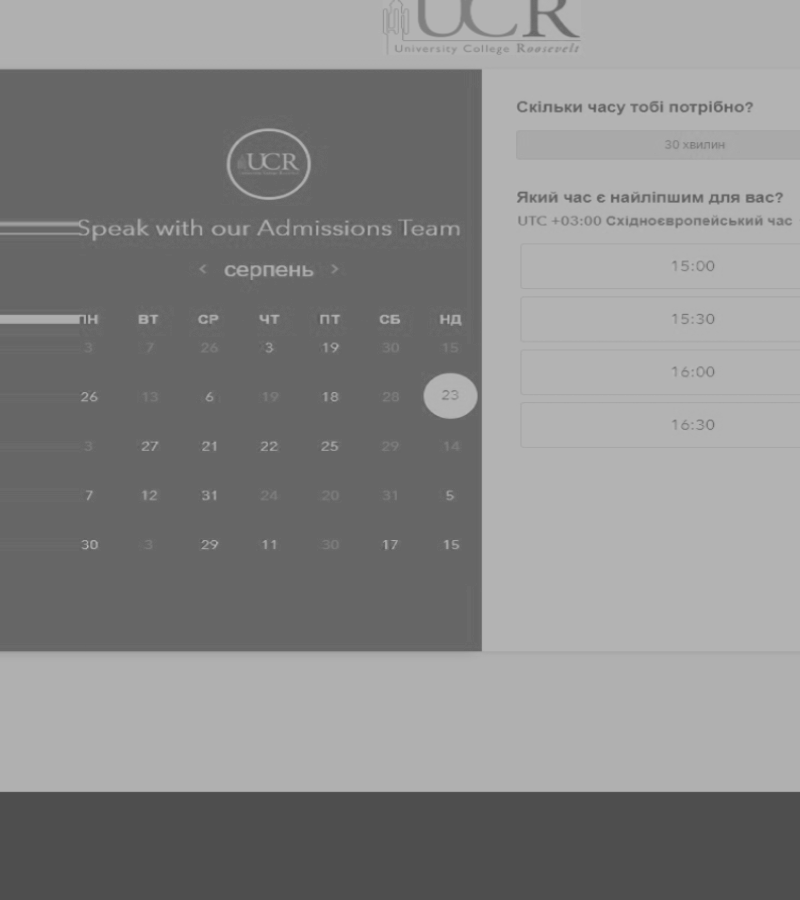 UCR
University College Roosevelt
UCR
Speak with our Admissions Team
< серпень >
ПН ВТ СР ЧТ ПТ СБ НД
3 7 26 3 19 30 15
26 13 6 19 18 28 23
3 27 21 22 25 29 14
7 12 31 24 20 31 5
30 3 29 11 30 17 15
Скільки часу тобі потрібно?
30 хвилин
Який час є найліпшим для вас?
UTC +03:00 Східноєвропейський час
15:00
15:30
16:00
16:30